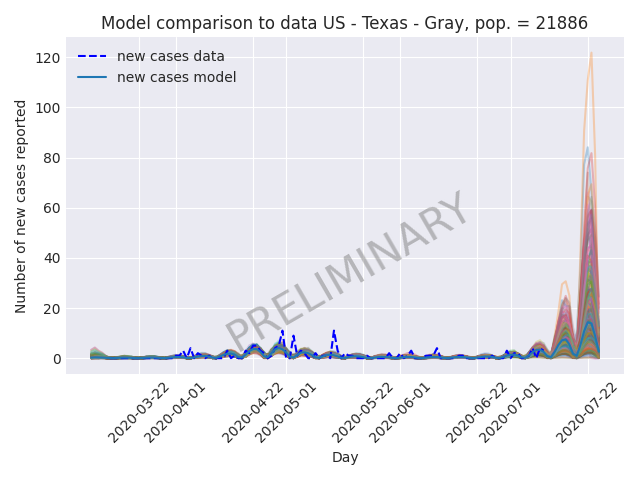 Model comparison to data US - Texas - Gray, pop. = 21886
new cases data
new cases model
Number of new cases reported
120
100
80
60
40
20
0
PRELIMINARY
2020-03-22
2020-04-01
2020-04-22
2020-05-01
2020-05-22
2020-06-01
2020-06-22
2020-07-01
2020-07-22
Day